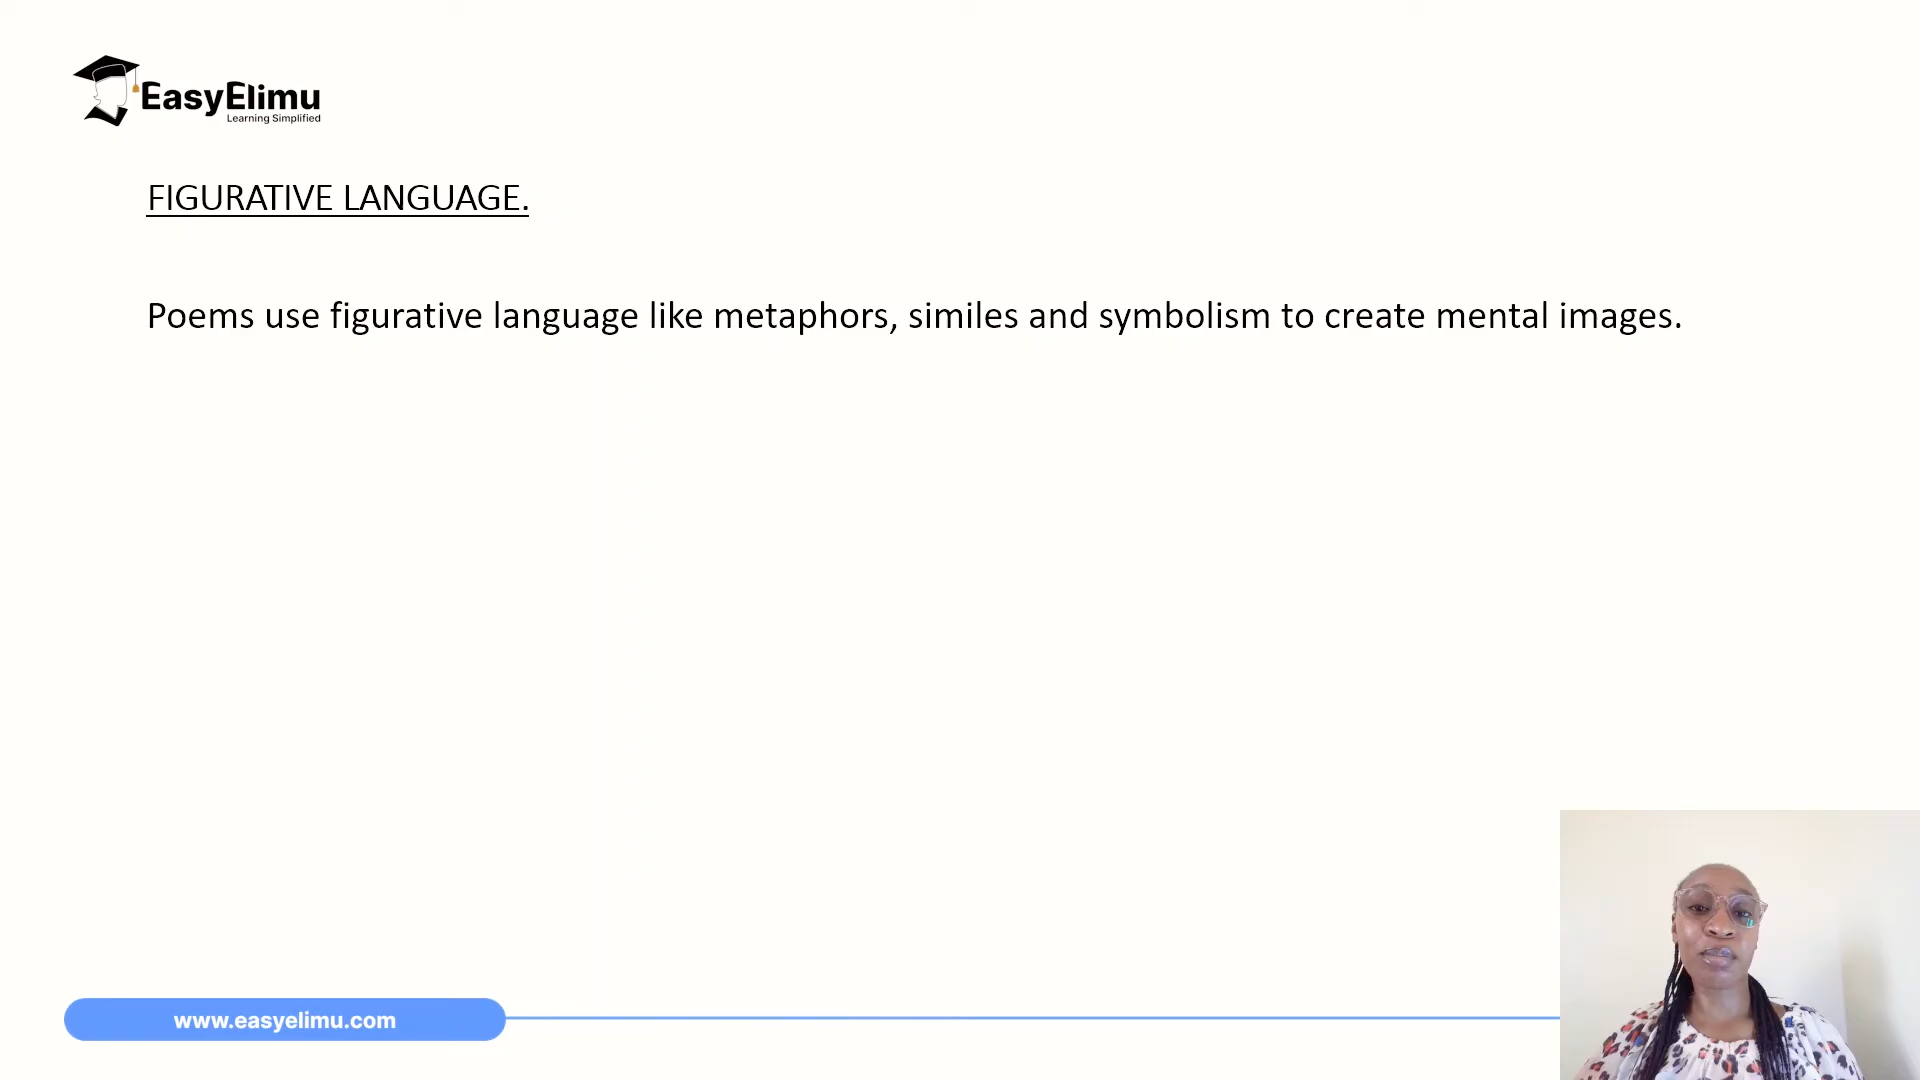 EasyElimu
Learning Simplified
FIGURATIVE LANGUAGE.
Poems use figurative language like metaphors, similes and symbolism to create mental images.
www.easyelimu.com